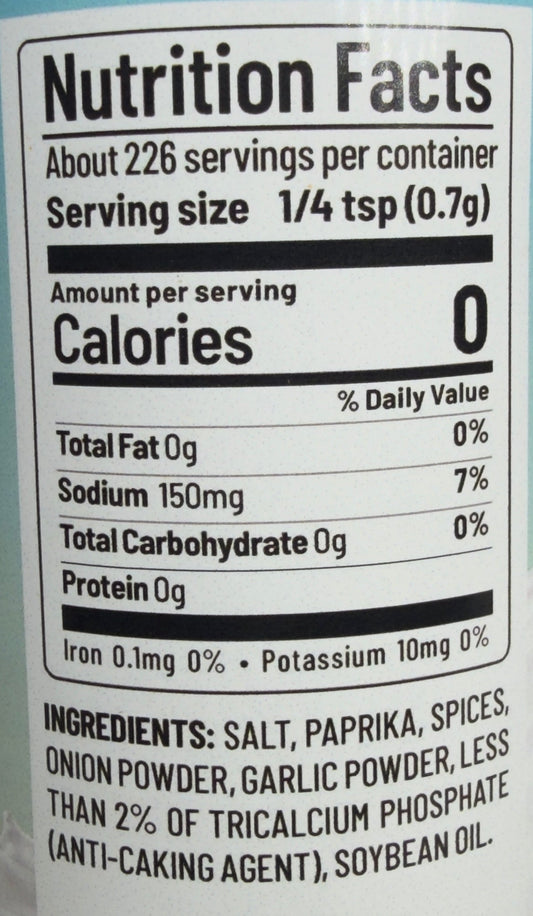 Nutrition Facts
About 226 servings per container
Serving size 1/4 tsp (0.7g)
Amount per serving
Calories 0
% Daily Value
Total Fat 0g 0%
Sodium 150mg 7%
Total Carbohydrate 0g 0%
Protein 0g
Iron 0.1mg 0% • Potassium 10mg 0%
INGREDIENTS: SALT, PAPRIKA, SPICES,
ONION POWDER, GARLIC POWDER, LESS
THAN 2% OF TRICALCIUM PHOSPHATE
(ANTI-CAKING AGENT), SOYBEAN OIL.